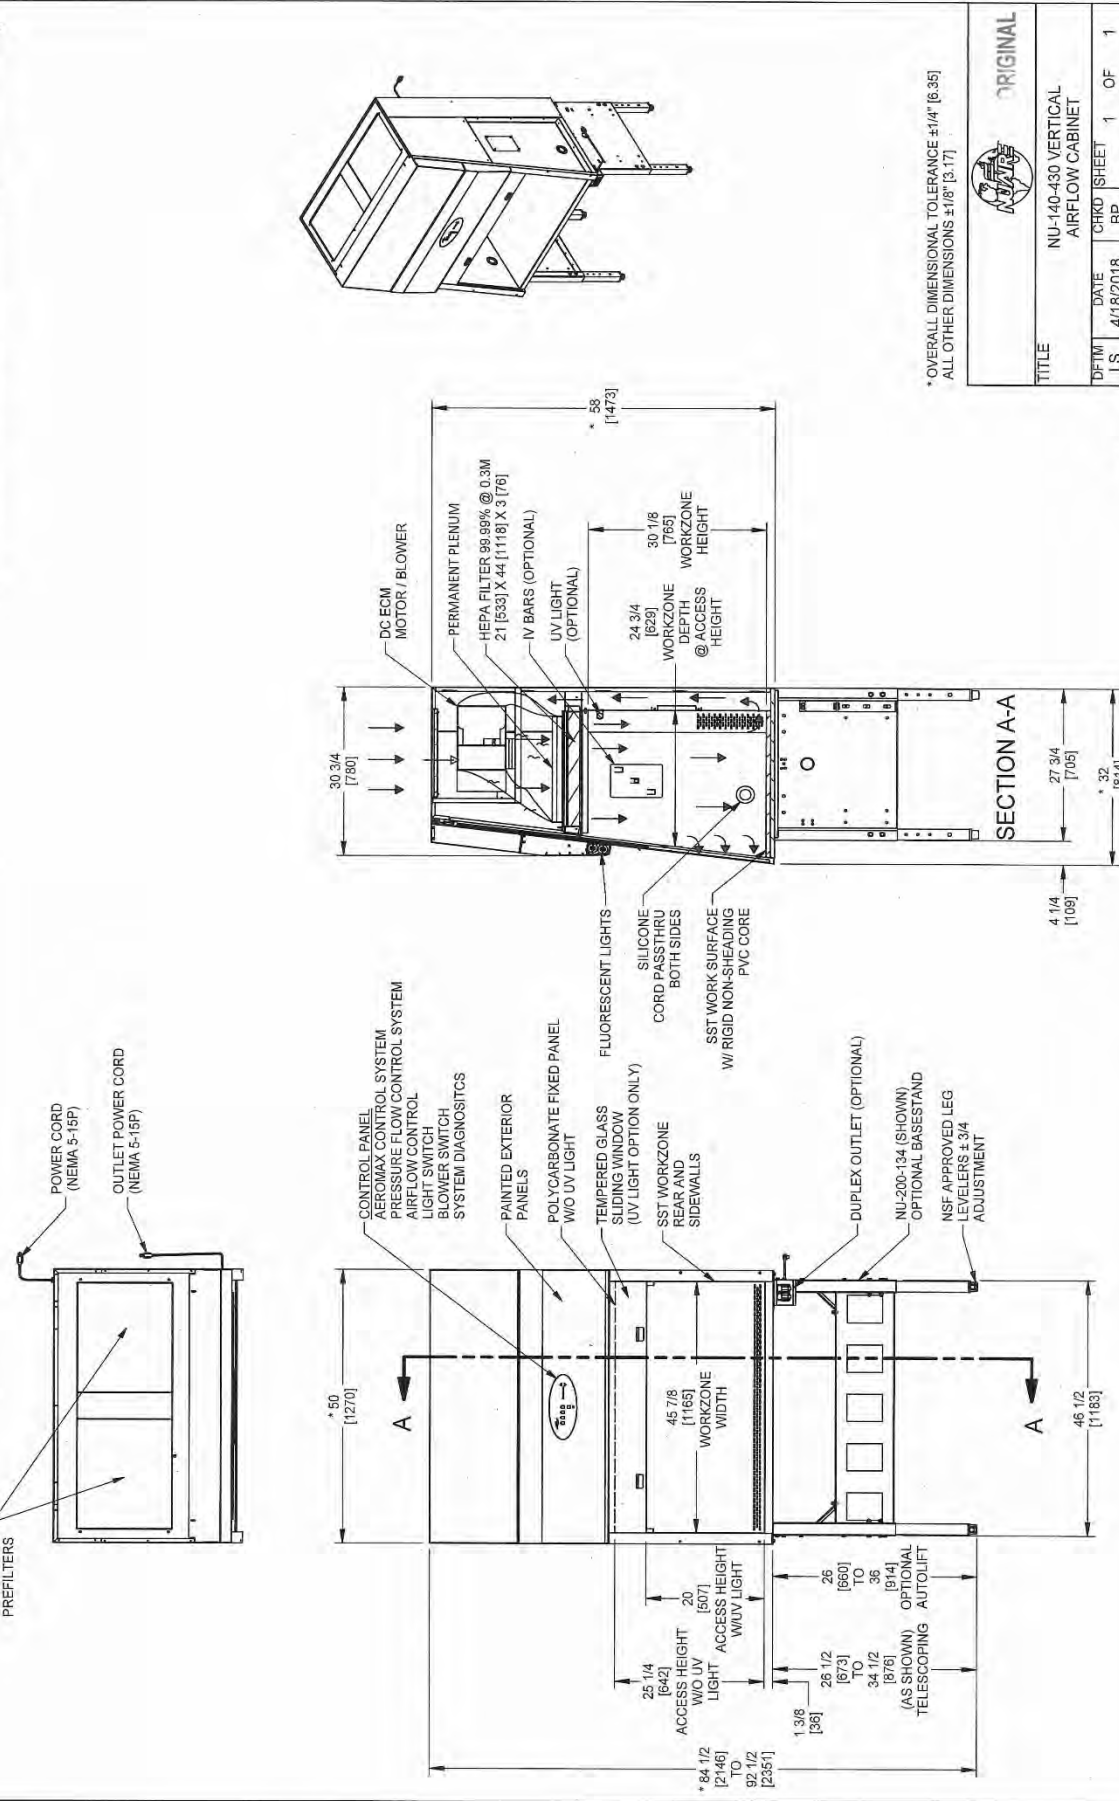 PREFILTERS
POWER CORD
(NEMA 5-15P)
OUTLET POWER CORD
(NEMA 5-15P)
* 50
[1270]
A
A
CONTROL PANEL
AEROMAX CONTROL SYSTEM
PRESSURE FLOW CONTROL SYSTEM
AIRFLOW CONTROL
LIGHT SWITCH
BLOWER SWITCH
SYSTEM DIAGNOSITCS
PAINTED EXTERIOR
PANELS
POLYCARBONATE FIXED PANEL
W/O UV LIGHT
TEMPERED GLASS
SLIDING WINDOW
(UV LIGHT OPTION ONLY)
SST WORKZONE
REAR AND
SIDEWALLS
DUPLEX OUTLET (OPTIONAL)
NU-200-134 (SHOWN)
OPTIONAL BASESTAND
NSF APPROVED LEG
LEVELERS ± 3/4
ADJUSTMENT
45 7/8
[1165]
WORKZONE
WIDTH
46 1/2
[1183]
20
[507]
ACCESS HEIGHT
W/UV LIGHT
25 1/4
[642]
ACCESS HEIGHT
W/O UV
LIGHT
26
[660]
TO
36
[914]
OPTIONAL
AUTOLIFT
26 1/2
[673]
TO
34 1/2
[876]
(AS SHOWN)
TELESCOPING
1 3/8
[36]
* 84 1/2
[2146]
TO
92 1/2
[2351]
30 3/4
[780]
DC ECM
MOTOR / BLOWER
PERMANENT PLENUM
HEPA FILTER 99.99% @ 0.3M
21 [533] X 44 [1118] X 3 [76]
IV BARS (OPTIONAL)
UV LIGHT
(OPTIONAL)
* 58
[1473]
30 1/8
[765]
WORKZONE
HEIGHT
24 3/4
[629]
WORKZONE
DEPTH
@ ACCESS
HEIGHT
FLUORESCENT LIGHTS
SILICONE
CORD PASSTHRU
BOTH SIDES
SST WORK SURFACE
W/ RIGID NON-SHEADING
PVC CORE
SECTION A-A
4 1/4
[109]
27 3/4
[705]
* 32
* OVERALL DIMENSIONAL TOLERANCE ±1/4" [6.35]
ALL OTHER DIMENSIONS ±1/8" [3.17]
NUAIRE
ORIGINAL
TITLE
NU-140-430 VERTICAL
AIRFLOW CABINET
DFTM DATE CHKD SHEET 1 OF 1
4/18/2018